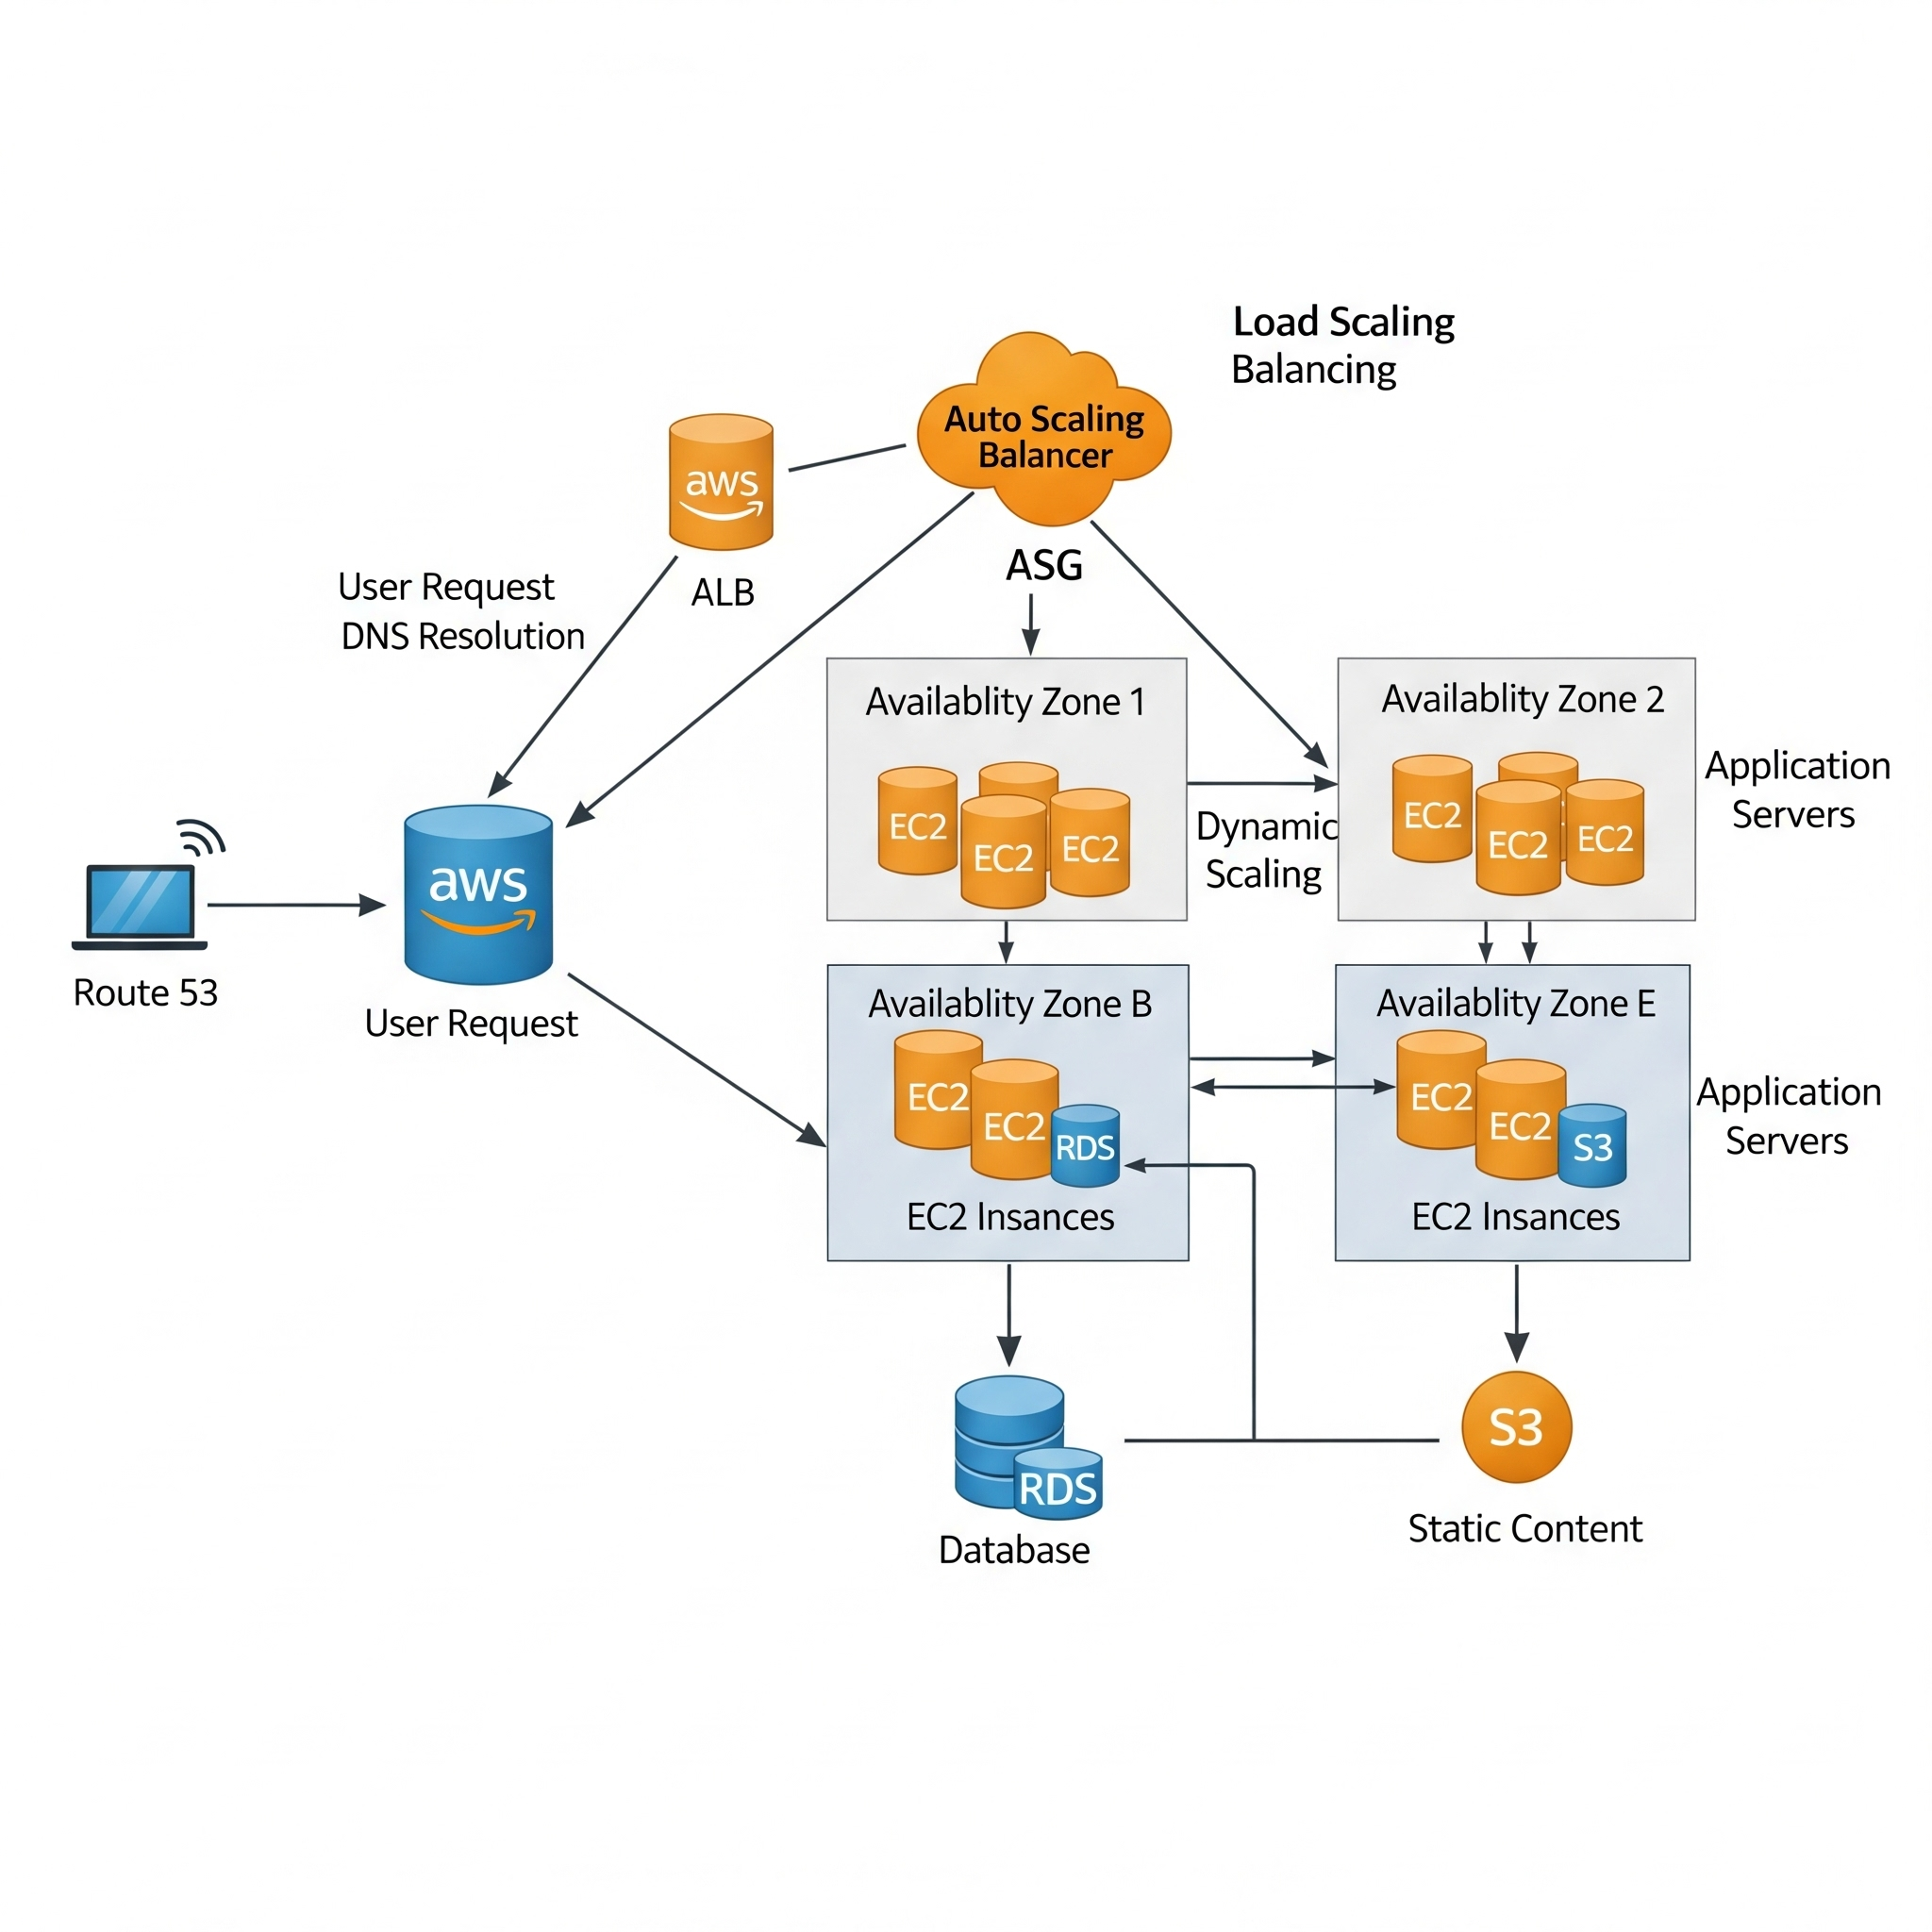 Load Scaling
Balancing
Auto Scaling
Balancer
aws
ALB
ASG
User Request
DNS Resolution
Availablity Zone 1
EC2
EC2
EC2
Dynamic
Scaling
Availablity Zone 2
EC2
EC2
EC2
Application
Servers
aws
User Request
Route 53
Availablity Zone B
EC2
EC2
RDS
EC2 Insances
Availablity Zone E
EC2
EC2
S3
EC2 Insances
Application
Servers
RDS
Database
S3
Static Content